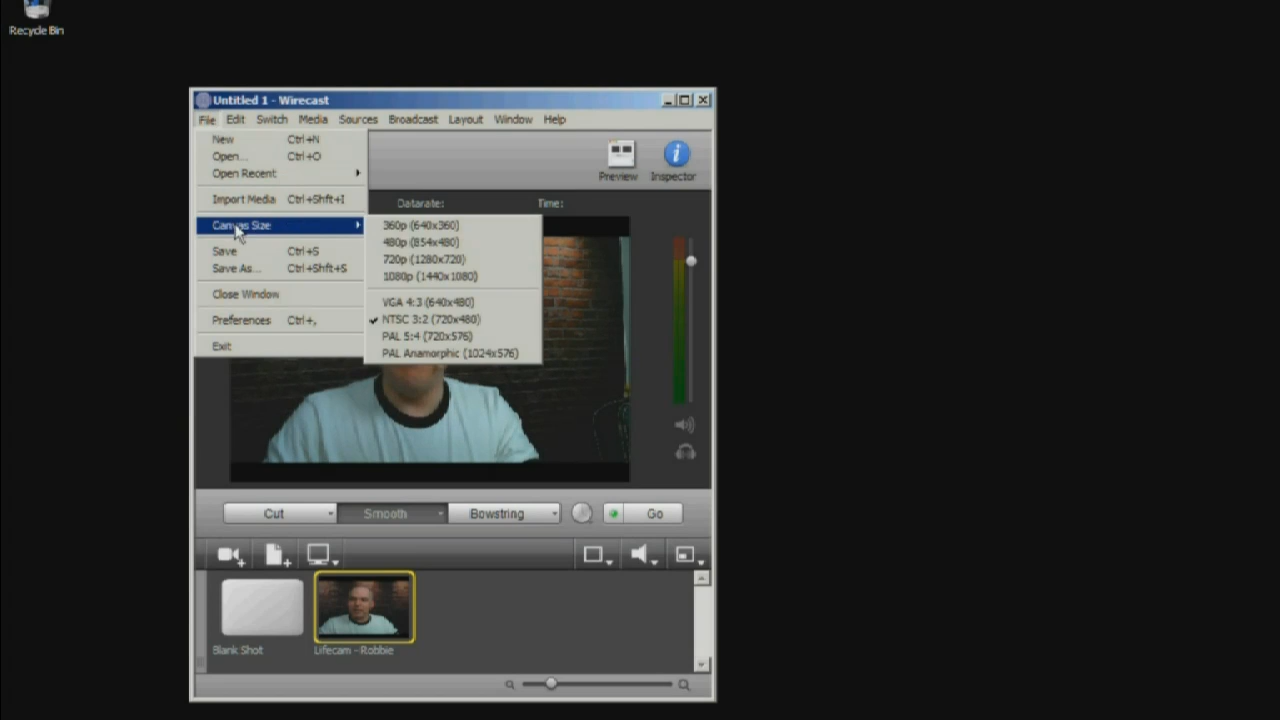 Recycle Bin
Untitled 1 - Wirecast
File Edit Switch Media Sources Broadcast Layout Window Help
New Ctrl+N
Open... Ctrl+O
Open Recent
Import Media Ctrl+Shft+I
Canvas Size
Save Ctrl+S
Save As... Ctrl+Shft+S
Close Window
Preferences Ctrl+,
Exit
360p (640x360)
480p (854x480)
720p (1280x720)
1080p (1440x1080)
VGA 4:3 (640x480)
NTSC 3:2 (720x480)
PAL 5:4 (720x576)
PAL Anamorphic (1024x576)
Preview Inspector
Datarate: Time:
Cut Smooth Bowstring Go
Blank Shot Lifecam - Robbie